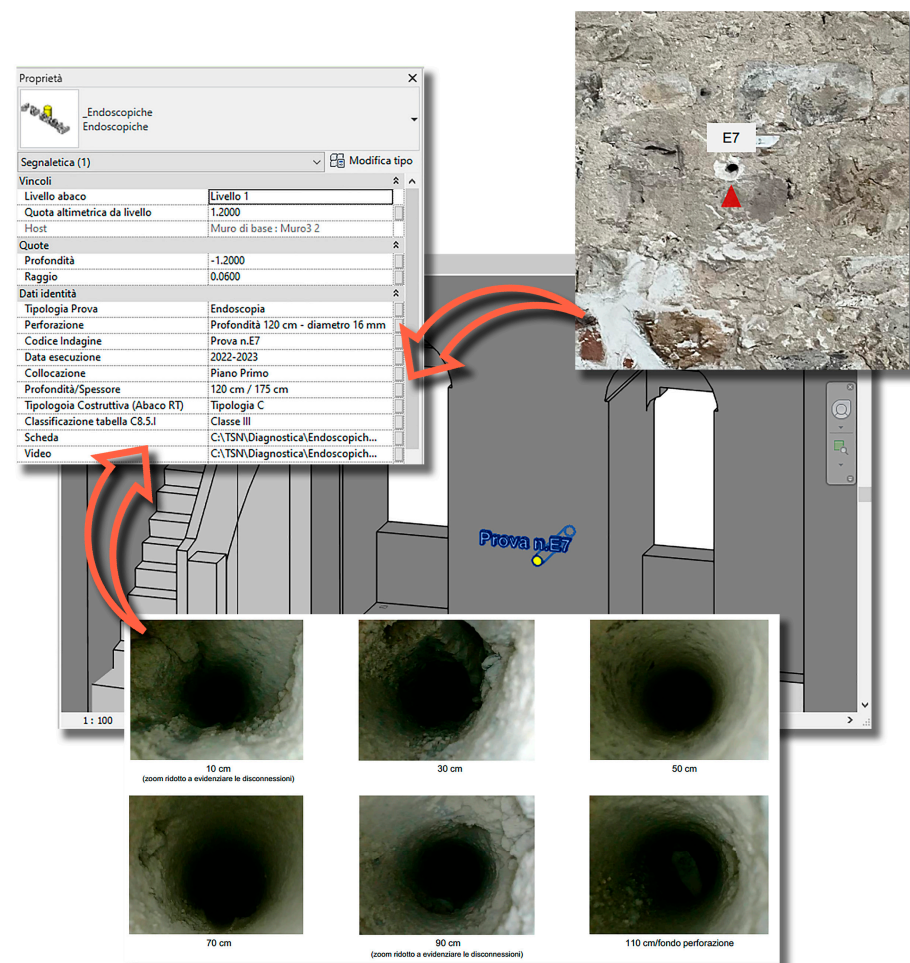 Proprietà
_Endoscopiche
Endoscopiche
Segnaletica (1)
Modifica tipo
Vincoli
Livello abaco Livello 1
Quota altimetrica da livello 1.2000
Host Muro di base : Muro3 2
Quote
Profondità -1.2000
Raggio 0.0600
Dati identità
Tipologia Prova Endoscopia
Perforazione Profondità 120 cm - diametro 16 mm
Codice Indagine Prova n.E7
Data esecuzione 2022-2023
Collocazione Piano Primo
Profondità/Spessore 120 cm / 175 cm
Tipologoia Costruttiva (Abaco RT) Tipologia C
Classificazione tabella C8.5.I Classe III
Scheda C:\TSN\Diagnostica\Endoscopich...
Video C:\TSN\Diagnostica\Endoscopich...
E7
Prova n.E7
1 : 100
10 cm
(zoom ridotto a evidenziare le disconnessioni)
30 cm
50 cm
70 cm
90 cm
(zoom ridotto a evidenziare le disconnessioni)
110 cm/fondo perforazione